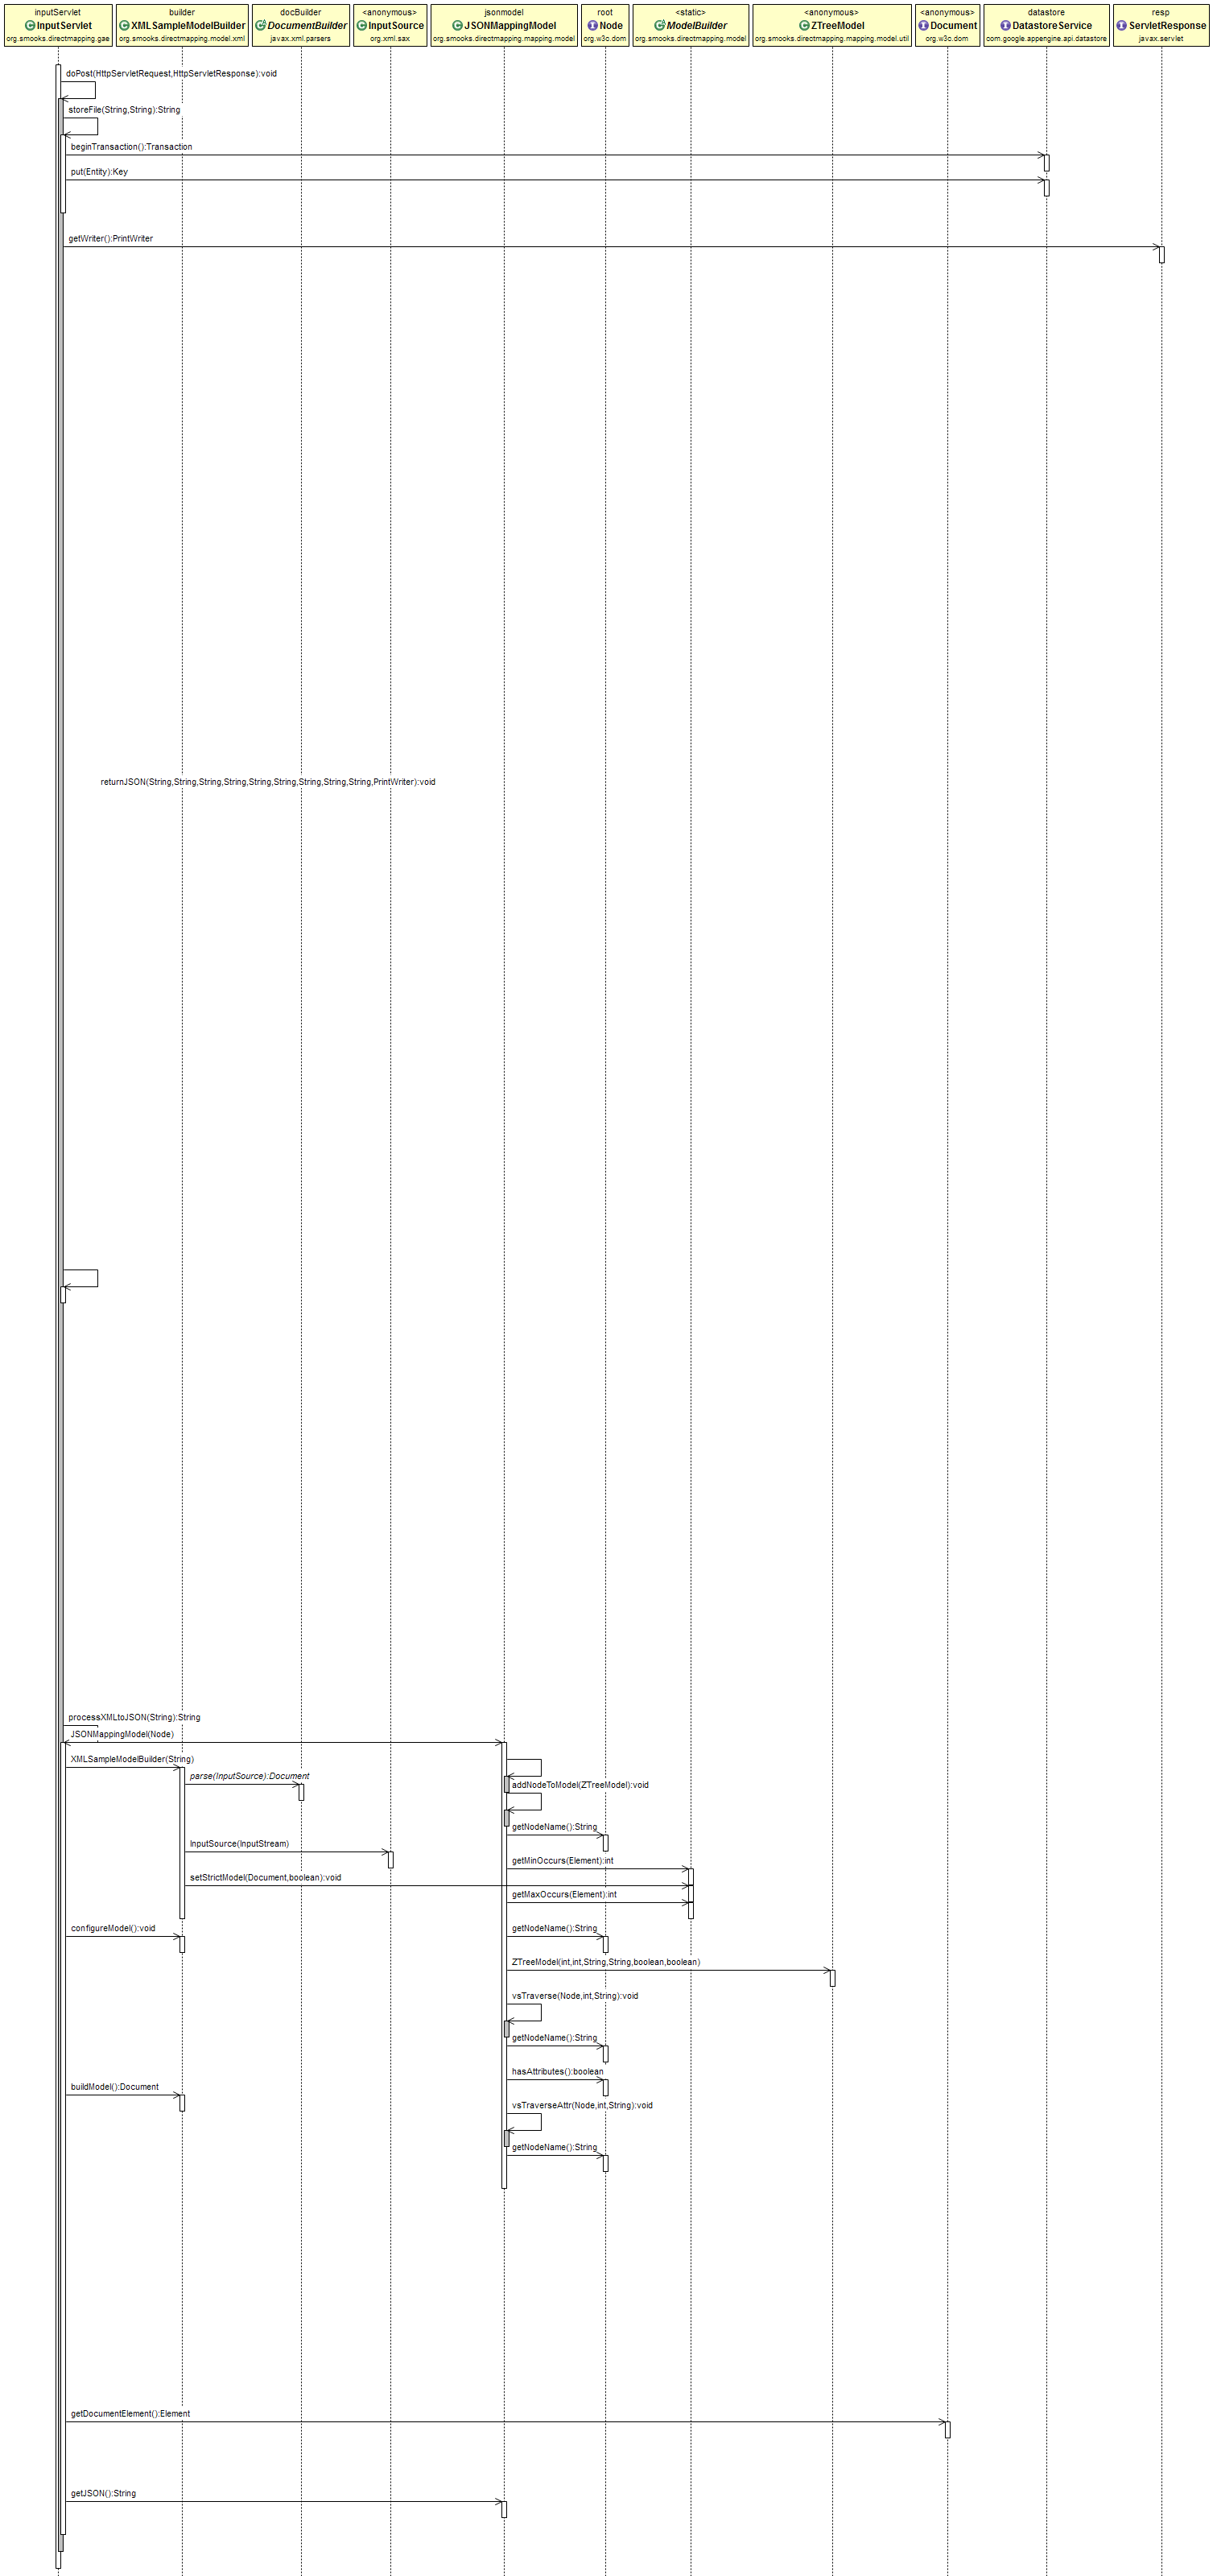 inputServlet
InputServlet
org.smooks.directmapping.gae
builder
XMLSampleModelBuilder
org.smooks.directmapping.model.xml
docBuilder
DocumentBuilder
javax.xml.parsers
<anonymous>
InputSource
org.xml.sax
jsonmodel
JSONMappingModel
org.smooks.directmapping.mapping.model
root
Node
org.w3c.dom
<static>
ModelBuilder
org.smooks.directmapping.model
<anonymous>
ZTreeModel
org.smooks.directmapping.mapping.model.util
<anonymous>
Document
org.w3c.dom
datastore
DatastoreService
com.google.appengine.api.datastore
resp
ServletResponse
javax.servlet
doPost(HttpServletRequest,HttpServletResponse):void
storeFile(String,String):String
beginTransaction():Transaction
put(Entity):Key
getWriter():PrintWriter
returnJSON(String,String,String,String,String,String,String,String,String,PrintWriter):void
processXMLtoJSON(String):String
JSONMappingModel(Node)
XMLSampleModelBuilder(String)
parse(InputSource):Document
addNodeToModel(ZTreeModel):void
getNodeName():String
InputSource(InputStream)
getMinOccurs(Element):int
setStrictModel(Document,boolean):void
getMaxOccurs(Element):int
configureModel():void
getNodeName():String
ZTreeModel(int,int,String,String,boolean,boolean)
vsTraverse(Node,int,String):void
getNodeName():String
hasAttributes():boolean
buildModel():Document
vsTraverseAttr(Node,int,String):void
getNodeName():String
getDocumentElement():Element
getJSON():String